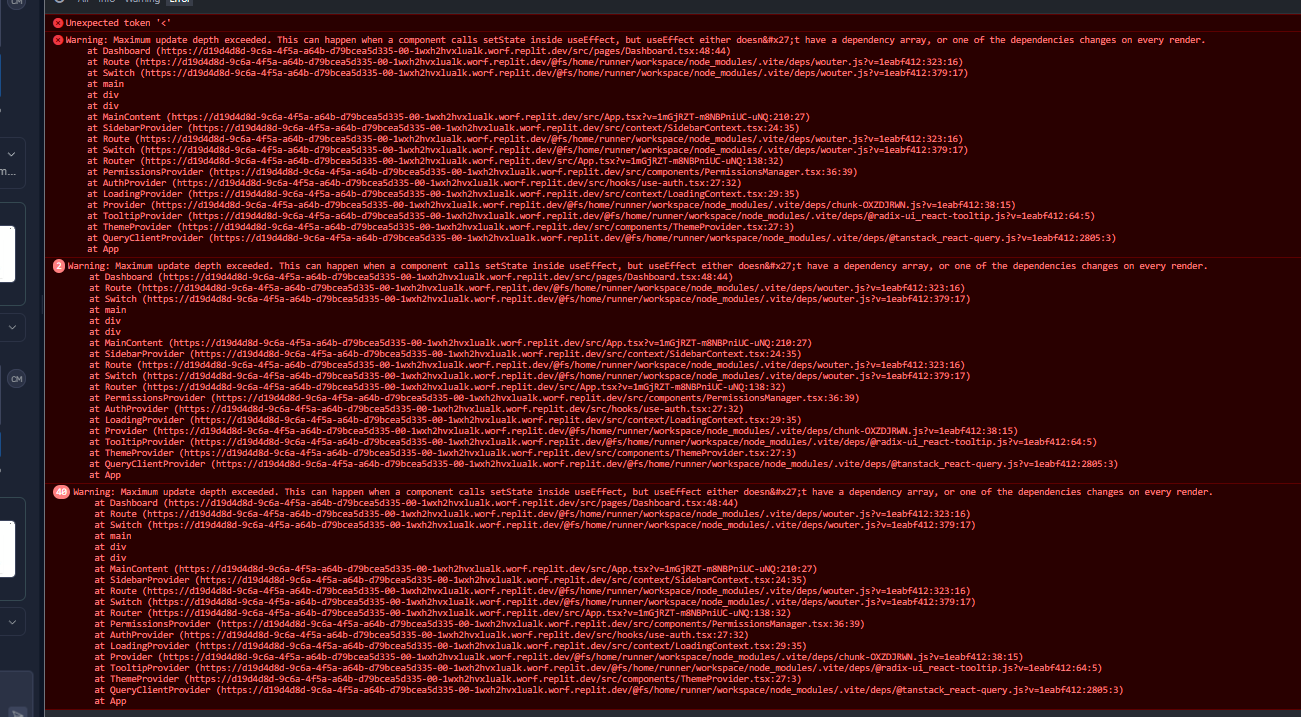 CM
All Info Warning Error
Unexpected token '<'
Warning: Maximum update depth exceeded. This can happen when a component calls setState inside useEffect, but useEffect either doesn&#x27;t have a dependency array, or one of the dependencies changes on every render.
at Dashboard (https://d19d4d8d-9c6a-4f5a-a64b-d79bcea5d335-00-1wxh2hvxlualk.worf.replit.dev/src/pages/Dashboard.tsx:48:44)
at Route (https://d19d4d8d-9c6a-4f5a-a64b-d79bcea5d335-00-1wxh2hvxlualk.worf.replit.dev/@fs/home/runner/workspace/node_modules/.vite/deps/wouter.js?v=1eabf412:323:16)
at Switch (https://d19d4d8d-9c6a-4f5a-a64b-d79bcea5d335-00-1wxh2hvxlualk.worf.replit.dev/@fs/home/runner/workspace/node_modules/.vite/deps/wouter.js?v=1eabf412:379:17)
at main
at div
at div
at MainContent (https://d19d4d8d-9c6a-4f5a-a64b-d79bcea5d335-00-1wxh2hvxlualk.worf.replit.dev/src/App.tsx?v=1mGjRZT-m8NBPniUC-uNQ:210:27)
at SidebarProvider (https://d19d4d8d-9c6a-4f5a-a64b-d79bcea5d335-00-1wxh2hvxlualk.worf.replit.dev/src/context/SidebarContext.tsx:24:35)
at Route (https://d19d4d8d-9c6a-4f5a-a64b-d79bcea5d335-00-1wxh2hvxlualk.worf.replit.dev/@fs/home/runner/workspace/node_modules/.vite/deps/wouter.js?v=1eabf412:323:16)
at Switch (https://d19d4d8d-9c6a-4f5a-a64b-d79bcea5d335-00-1wxh2hvxlualk.worf.replit.dev/@fs/home/runner/workspace/node_modules/.vite/deps/wouter.js?v=1eabf412:379:17)
at Router (https://d19d4d8d-9c6a-4f5a-a64b-d79bcea5d335-00-1wxh2hvxlualk.worf.replit.dev/src/App.tsx?v=1mGjRZT-m8NBPniUC-uNQ:138:32)
at PermissionsProvider (https://d19d4d8d-9c6a-4f5a-a64b-d79bcea5d335-00-1wxh2hvxlualk.worf.replit.dev/src/components/PermissionsManager.tsx:36:39)
at AuthProvider (https://d19d4d8d-9c6a-4f5a-a64b-d79bcea5d335-00-1wxh2hvxlualk.worf.replit.dev/src/hooks/use-auth.tsx:27:32)
at LoadingProvider (https://d19d4d8d-9c6a-4f5a-a64b-d79bcea5d335-00-1wxh2hvxlualk.worf.replit.dev/src/context/LoadingContext.tsx:29:35)
at Provider (https://d19d4d8d-9c6a-4f5a-a64b-d79bcea5d335-00-1wxh2hvxlualk.worf.replit.dev/@fs/home/runner/workspace/node_modules/.vite/deps/chunk-OXZDJRWN.js?v=1eabf412:38:15)
at TooltipProvider (https://d19d4d8d-9c6a-4f5a-a64b-d79bcea5d335-00-1wxh2hvxlualk.worf.replit.dev/@fs/home/runner/workspace/node_modules/.vite/deps/@radix-ui_react-tooltip.js?v=1eabf412:64:5)
at ThemeProvider (https://d19d4d8d-9c6a-4f5a-a64b-d79bcea5d335-00-1wxh2hvxlualk.worf.replit.dev/src/components/ThemeProvider.tsx:27:3)
at QueryClientProvider (https://d19d4d8d-9c6a-4f5a-a64b-d79bcea5d335-00-1wxh2hvxlualk.worf.replit.dev/@fs/home/runner/workspace/node_modules/.vite/deps/@tanstack_react-query.js?v=1eabf412:2805:3)
at App
m...
2 Warning: Maximum update depth exceeded. This can happen when a component calls setState inside useEffect, but useEffect either doesn&#x27;t have a dependency array, or one of the dependencies changes on every render.
at Dashboard (https://d19d4d8d-9c6a-4f5a-a64b-d79bcea5d335-00-1wxh2hvxlualk.worf.replit.dev/src/pages/Dashboard.tsx:48:44)
at Route (https://d19d4d8d-9c6a-4f5a-a64b-d79bcea5d335-00-1wxh2hvxlualk.worf.replit.dev/@fs/home/runner/workspace/node_modules/.vite/deps/wouter.js?v=1eabf412:323:16)
at Switch (https://d19d4d8d-9c6a-4f5a-a64b-d79bcea5d335-00-1wxh2hvxlualk.worf.replit.dev/@fs/home/runner/workspace/node_modules/.vite/deps/wouter.js?v=1eabf412:379:17)
at main
at div
at div
at MainContent (https://d19d4d8d-9c6a-4f5a-a64b-d79bcea5d335-00-1wxh2hvxlualk.worf.replit.dev/src/App.tsx?v=1mGjRZT-m8NBPniUC-uNQ:210:27)
at SidebarProvider (https://d19d4d8d-9c6a-4f5a-a64b-d79bcea5d335-00-1wxh2hvxlualk.worf.replit.dev/src/context/SidebarContext.tsx:24:35)
at Route (https://d19d4d8d-9c6a-4f5a-a64b-d79bcea5d335-00-1wxh2hvxlualk.worf.replit.dev/@fs/home/runner/workspace/node_modules/.vite/deps/wouter.js?v=1eabf412:323:16)
at Switch (https://d19d4d8d-9c6a-4f5a-a64b-d79bcea5d335-00-1wxh2hvxlualk.worf.replit.dev/@fs/home/runner/workspace/node_modules/.vite/deps/wouter.js?v=1eabf412:379:17)
at Router (https://d19d4d8d-9c6a-4f5a-a64b-d79bcea5d335-00-1wxh2hvxlualk.worf.replit.dev/src/App.tsx?v=1mGjRZT-m8NBPniUC-uNQ:138:32)
at PermissionsProvider (https://d19d4d8d-9c6a-4f5a-a64b-d79bcea5d335-00-1wxh2hvxlualk.worf.replit.dev/src/components/PermissionsManager.tsx:36:39)
at AuthProvider (https://d19d4d8d-9c6a-4f5a-a64b-d79bcea5d335-00-1wxh2hvxlualk.worf.replit.dev/src/hooks/use-auth.tsx:27:32)
at LoadingProvider (https://d19d4d8d-9c6a-4f5a-a64b-d79bcea5d335-00-1wxh2hvxlualk.worf.replit.dev/src/context/LoadingContext.tsx:29:35)
at Provider (https://d19d4d8d-9c6a-4f5a-a64b-d79bcea5d335-00-1wxh2hvxlualk.worf.replit.dev/@fs/home/runner/workspace/node_modules/.vite/deps/chunk-OXZDJRWN.js?v=1eabf412:38:15)
at TooltipProvider (https://d19d4d8d-9c6a-4f5a-a64b-d79bcea5d335-00-1wxh2hvxlualk.worf.replit.dev/@fs/home/runner/workspace/node_modules/.vite/deps/@radix-ui_react-tooltip.js?v=1eabf412:64:5)
at ThemeProvider (https://d19d4d8d-9c6a-4f5a-a64b-d79bcea5d335-00-1wxh2hvxlualk.worf.replit.dev/src/components/ThemeProvider.tsx:27:3)
at QueryClientProvider (https://d19d4d8d-9c6a-4f5a-a64b-d79bcea5d335-00-1wxh2hvxlualk.worf.replit.dev/@fs/home/runner/workspace/node_modules/.vite/deps/@tanstack_react-query.js?v=1eabf412:2805:3)
at App
CM
40 Warning: Maximum update depth exceeded. This can happen when a component calls setState inside useEffect, but useEffect either doesn&#x27;t have a dependency array, or one of the dependencies changes on every render.
at Dashboard (https://d19d4d8d-9c6a-4f5a-a64b-d79bcea5d335-00-1wxh2hvxlualk.worf.replit.dev/src/pages/Dashboard.tsx:48:44)
at Route (https://d19d4d8d-9c6a-4f5a-a64b-d79bcea5d335-00-1wxh2hvxlualk.worf.replit.dev/@fs/home/runner/workspace/node_modules/.vite/deps/wouter.js?v=1eabf412:323:16)
at Switch (https://d19d4d8d-9c6a-4f5a-a64b-d79bcea5d335-00-1wxh2hvxlualk.worf.replit.dev/@fs/home/runner/workspace/node_modules/.vite/deps/wouter.js?v=1eabf412:379:17)
at main
at div
at div
at MainContent (https://d19d4d8d-9c6a-4f5a-a64b-d79bcea5d335-00-1wxh2hvxlualk.worf.replit.dev/src/App.tsx?v=1mGjRZT-m8NBPniUC-uNQ:210:27)
at SidebarProvider (https://d19d4d8d-9c6a-4f5a-a64b-d79bcea5d335-00-1wxh2hvxlualk.worf.replit.dev/src/context/SidebarContext.tsx:24:35)
at Route (https://d19d4d8d-9c6a-4f5a-a64b-d79bcea5d335-00-1wxh2hvxlualk.worf.replit.dev/@fs/home/runner/workspace/node_modules/.vite/deps/wouter.js?v=1eabf412:323:16)
at Switch (https://d19d4d8d-9c6a-4f5a-a64b-d79bcea5d335-00-1wxh2hvxlualk.worf.replit.dev/@fs/home/runner/workspace/node_modules/.vite/deps/wouter.js?v=1eabf412:379:17)
at Router (https://d19d4d8d-9c6a-4f5a-a64b-d79bcea5d335-00-1wxh2hvxlualk.worf.replit.dev/src/App.tsx?v=1mGjRZT-m8NBPniUC-uNQ:138:32)
at PermissionsProvider (https://d19d4d8d-9c6a-4f5a-a64b-d79bcea5d335-00-1wxh2hvxlualk.worf.replit.dev/src/components/PermissionsManager.tsx:36:39)
at AuthProvider (https://d19d4d8d-9c6a-4f5a-a64b-d79bcea5d335-00-1wxh2hvxlualk.worf.replit.dev/src/hooks/use-auth.tsx:27:32)
at LoadingProvider (https://d19d4d8d-9c6a-4f5a-a64b-d79bcea5d335-00-1wxh2hvxlualk.worf.replit.dev/src/context/LoadingContext.tsx:29:35)
at Provider (https://d19d4d8d-9c6a-4f5a-a64b-d79bcea5d335-00-1wxh2hvxlualk.worf.replit.dev/@fs/home/runner/workspace/node_modules/.vite/deps/chunk-OXZDJRWN.js?v=1eabf412:38:15)
at TooltipProvider (https://d19d4d8d-9c6a-4f5a-a64b-d79bcea5d335-00-1wxh2hvxlualk.worf.replit.dev/@fs/home/runner/workspace/node_modules/.vite/deps/@radix-ui_react-tooltip.js?v=1eabf412:64:5)
at ThemeProvider (https://d19d4d8d-9c6a-4f5a-a64b-d79bcea5d335-00-1wxh2hvxlualk.worf.replit.dev/src/components/ThemeProvider.tsx:27:3)
at QueryClientProvider (https://d19d4d8d-9c6a-4f5a-a64b-d79bcea5d335-00-1wxh2hvxlualk.worf.replit.dev/@fs/home/runner/workspace/node_modules/.vite/deps/@tanstack_react-query.js?v=1eabf412:2805:3)
at App